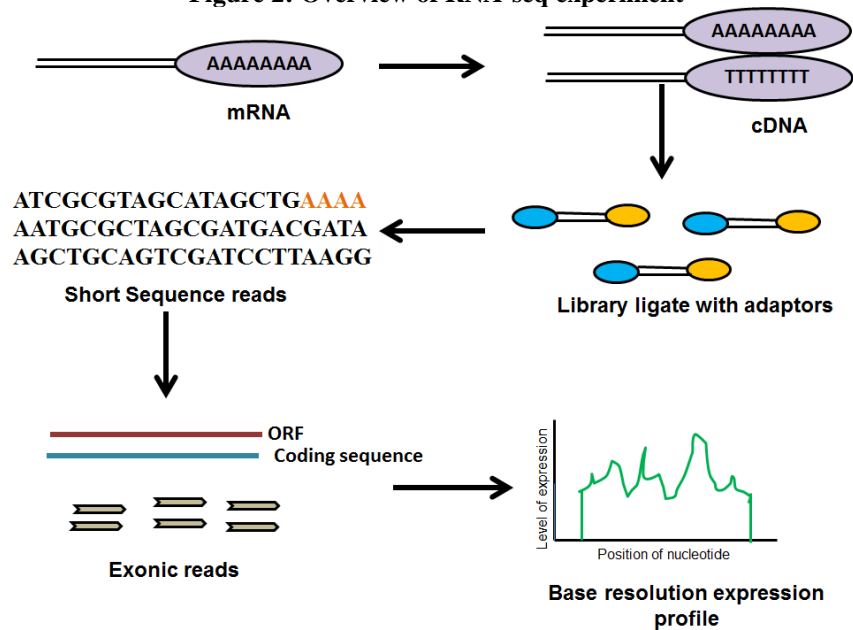 Figure 2: Overview of RNA-seq experiment
AAAAAAAA
mRNA
AAAAAAAA
TTTTTTTT
cDNA
ATCGCGTAGCATAGCTGAAAA
AATGCGCTAGCGATGACGATA
AGCTGCAGTCGATCCTTAAGG
Short Sequence reads
Library ligate with adaptors
ORF
Coding sequence
Exonic reads
Level of expression
Position of nucleotide
Base resolution expression
profile